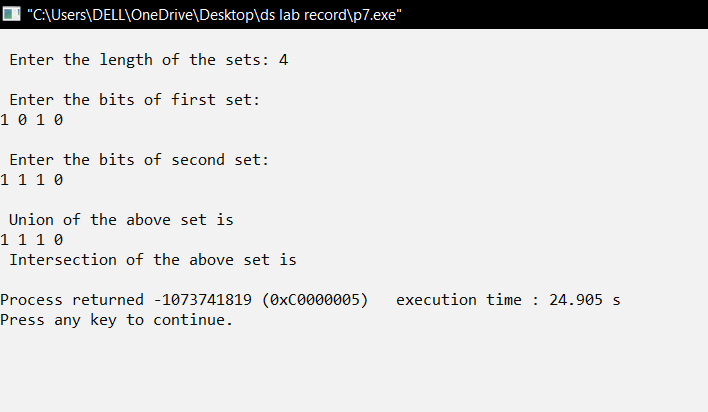 "C:\Users\DELL\OneDrive\Desktop\ds lab record\p7.exe"
Enter the length of the sets: 4
Enter the bits of first set:
1 0 1 0
Enter the bits of second set:
1 1 1 0
Union of the above set is
1 1 1 0
Intersection of the above set is
Process returned -1073741819 (0xC0000005)   execution time : 24.905 s
Press any key to continue.